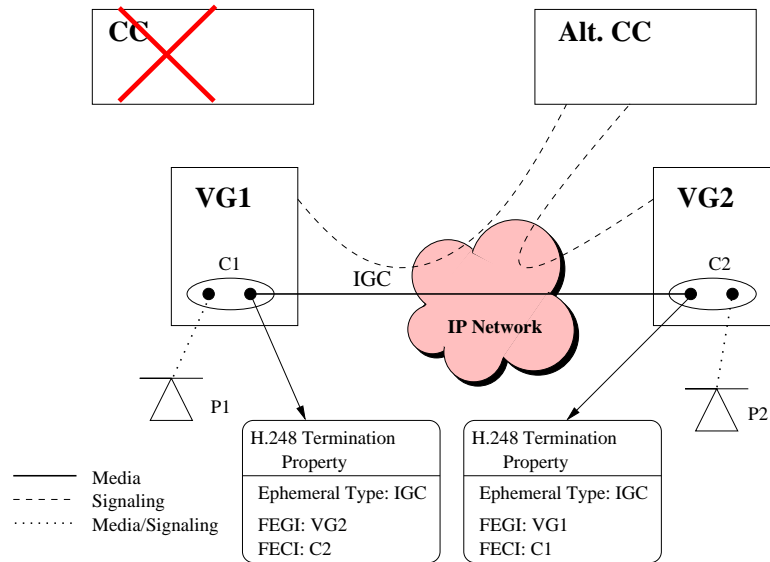 CC
Alt. CC
VG1
VG2
C1
C2
IGC
IP Network
P1
P2
H.248 Termination
Property
Ephemeral Type: IGC
FEGI: VG2
FECI: C2
H.248 Termination
Property
Ephemeral Type: IGC
FEGI: VG1
FECI: C1
Media
Signaling
Media/Signaling